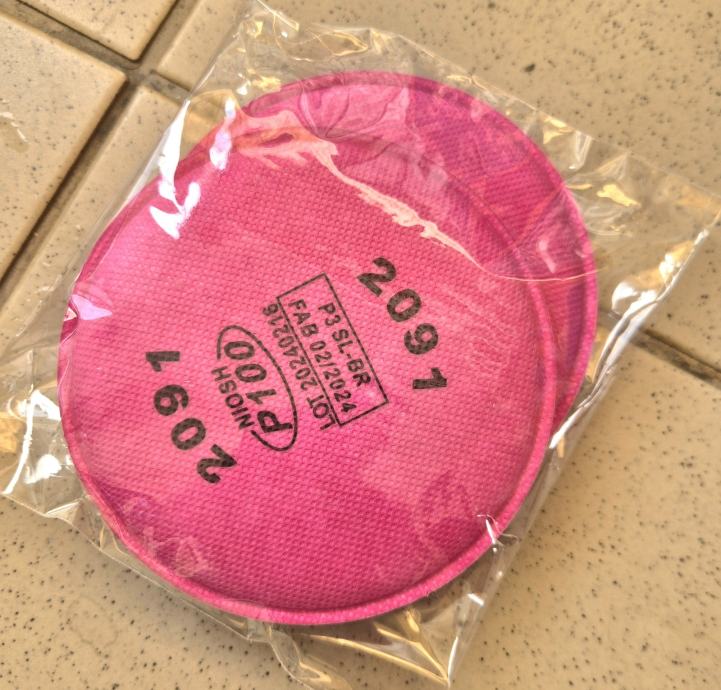 2091
P3 SL-BR
FAB 02/2024
LOT 20240216
NIOSH
P100
2091